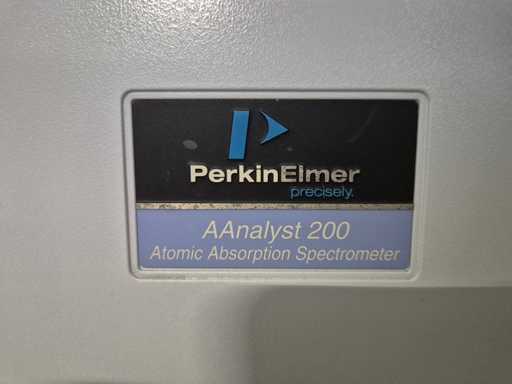 PerkinElmer
precisely.
AAnalyst 200
Atomic Absorption Spectrometer